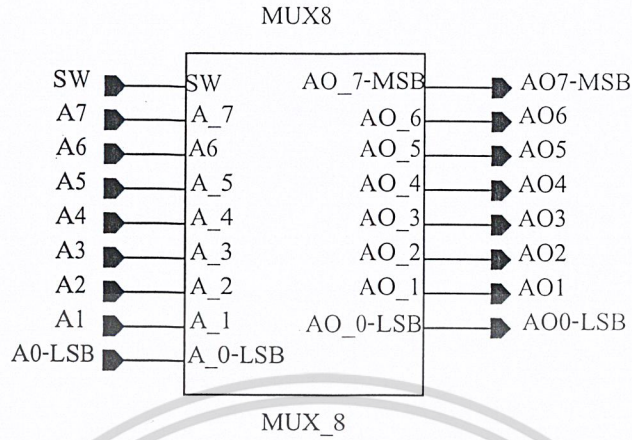 MUX8
SW SW AO_7-MSB AO7-MSB
A7 A_7 AO_6 AO6
A6 A6 AO_5 AO5
A5 A_5 AO_4 AO4
A4 A_4 AO_3 AO3
A3 A_3 AO_2 AO2
A2 A_2 AO_1 AO1
A1 A_1 AO_0-LSB AO0-LSB
A0-LSB A_0-LSB
MUX_8